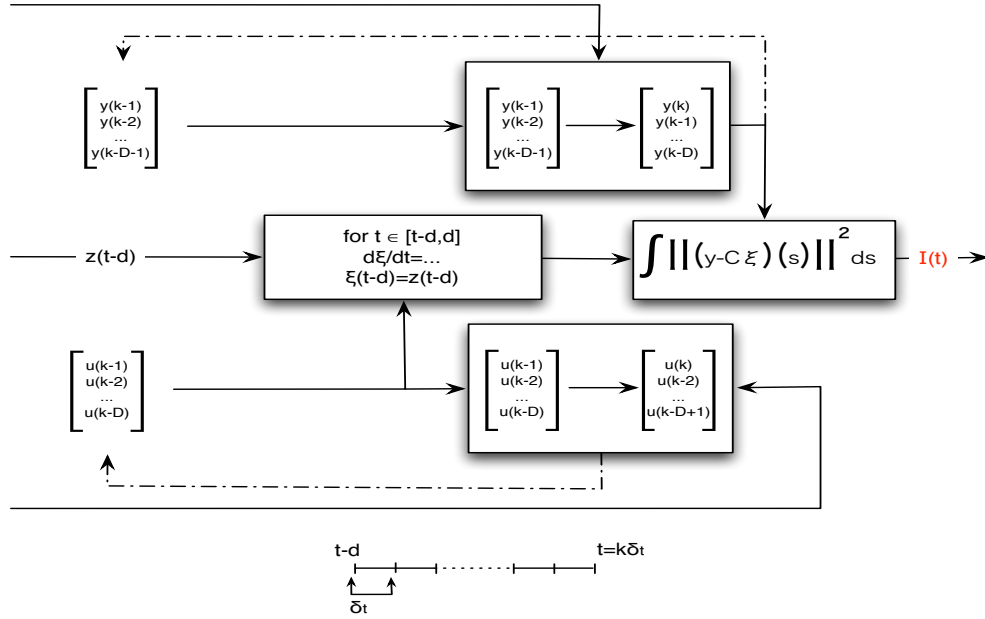 y(k-1)
y(k-2)
...
y(k-D-1)
y(k-1)
y(k-2)
...
y(k-D-1)
y(k)
y(k-1)
...
y(k-D)
z(t-d)
for t ∈ [t-d,d]
dξ/dt=...
ξ(t-d)=z(t-d)
∫||(y-Cξ)(s)||² ds
I(t)
u(k-1)
u(k-2)
...
u(k-D)
u(k-1)
u(k-2)
...
u(k-D)
u(k)
u(k-2)
...
u(k-D+1)
t-d
t=kδt
δt